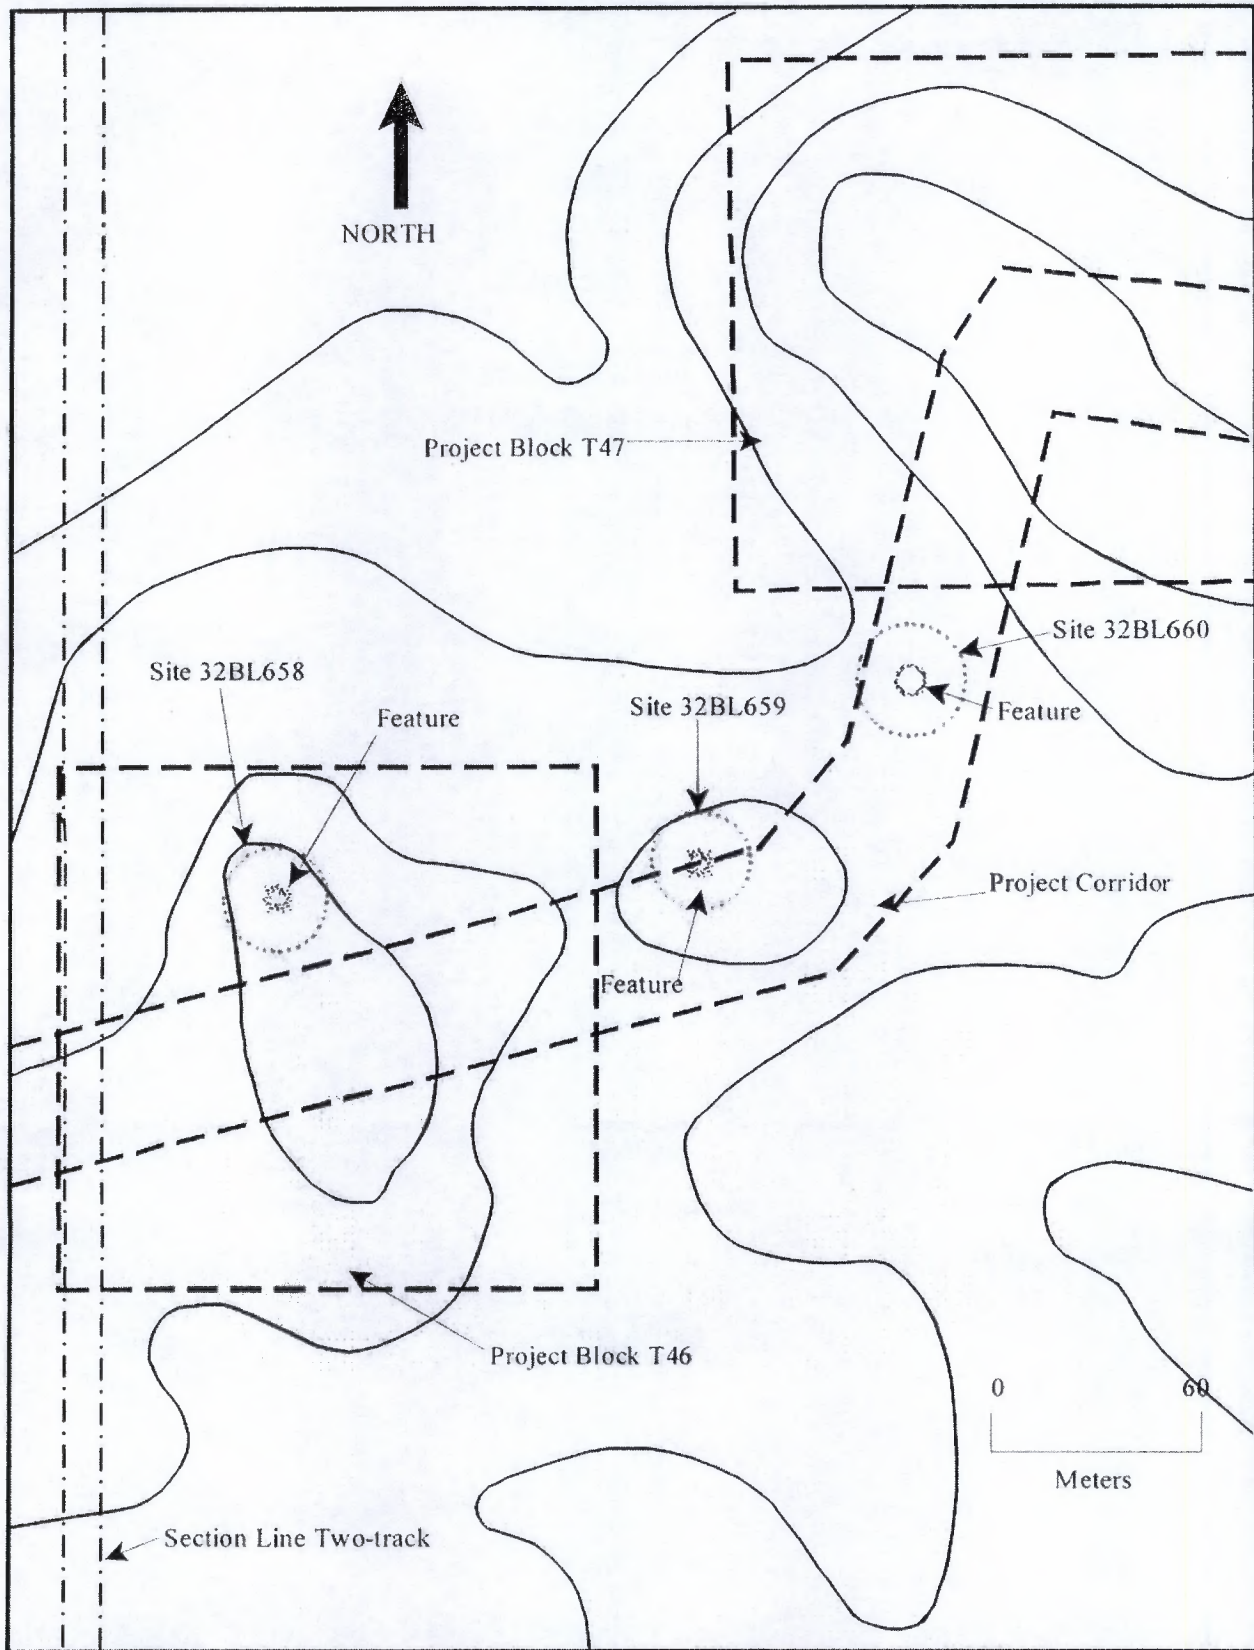 NORTH
Project Block T47
Site 32BL660
Site 32BL658
Site 32BL659
Feature
Feature
Project Corridor
Feature
Project Block T46
0 60
Meters
Section Line Two-track